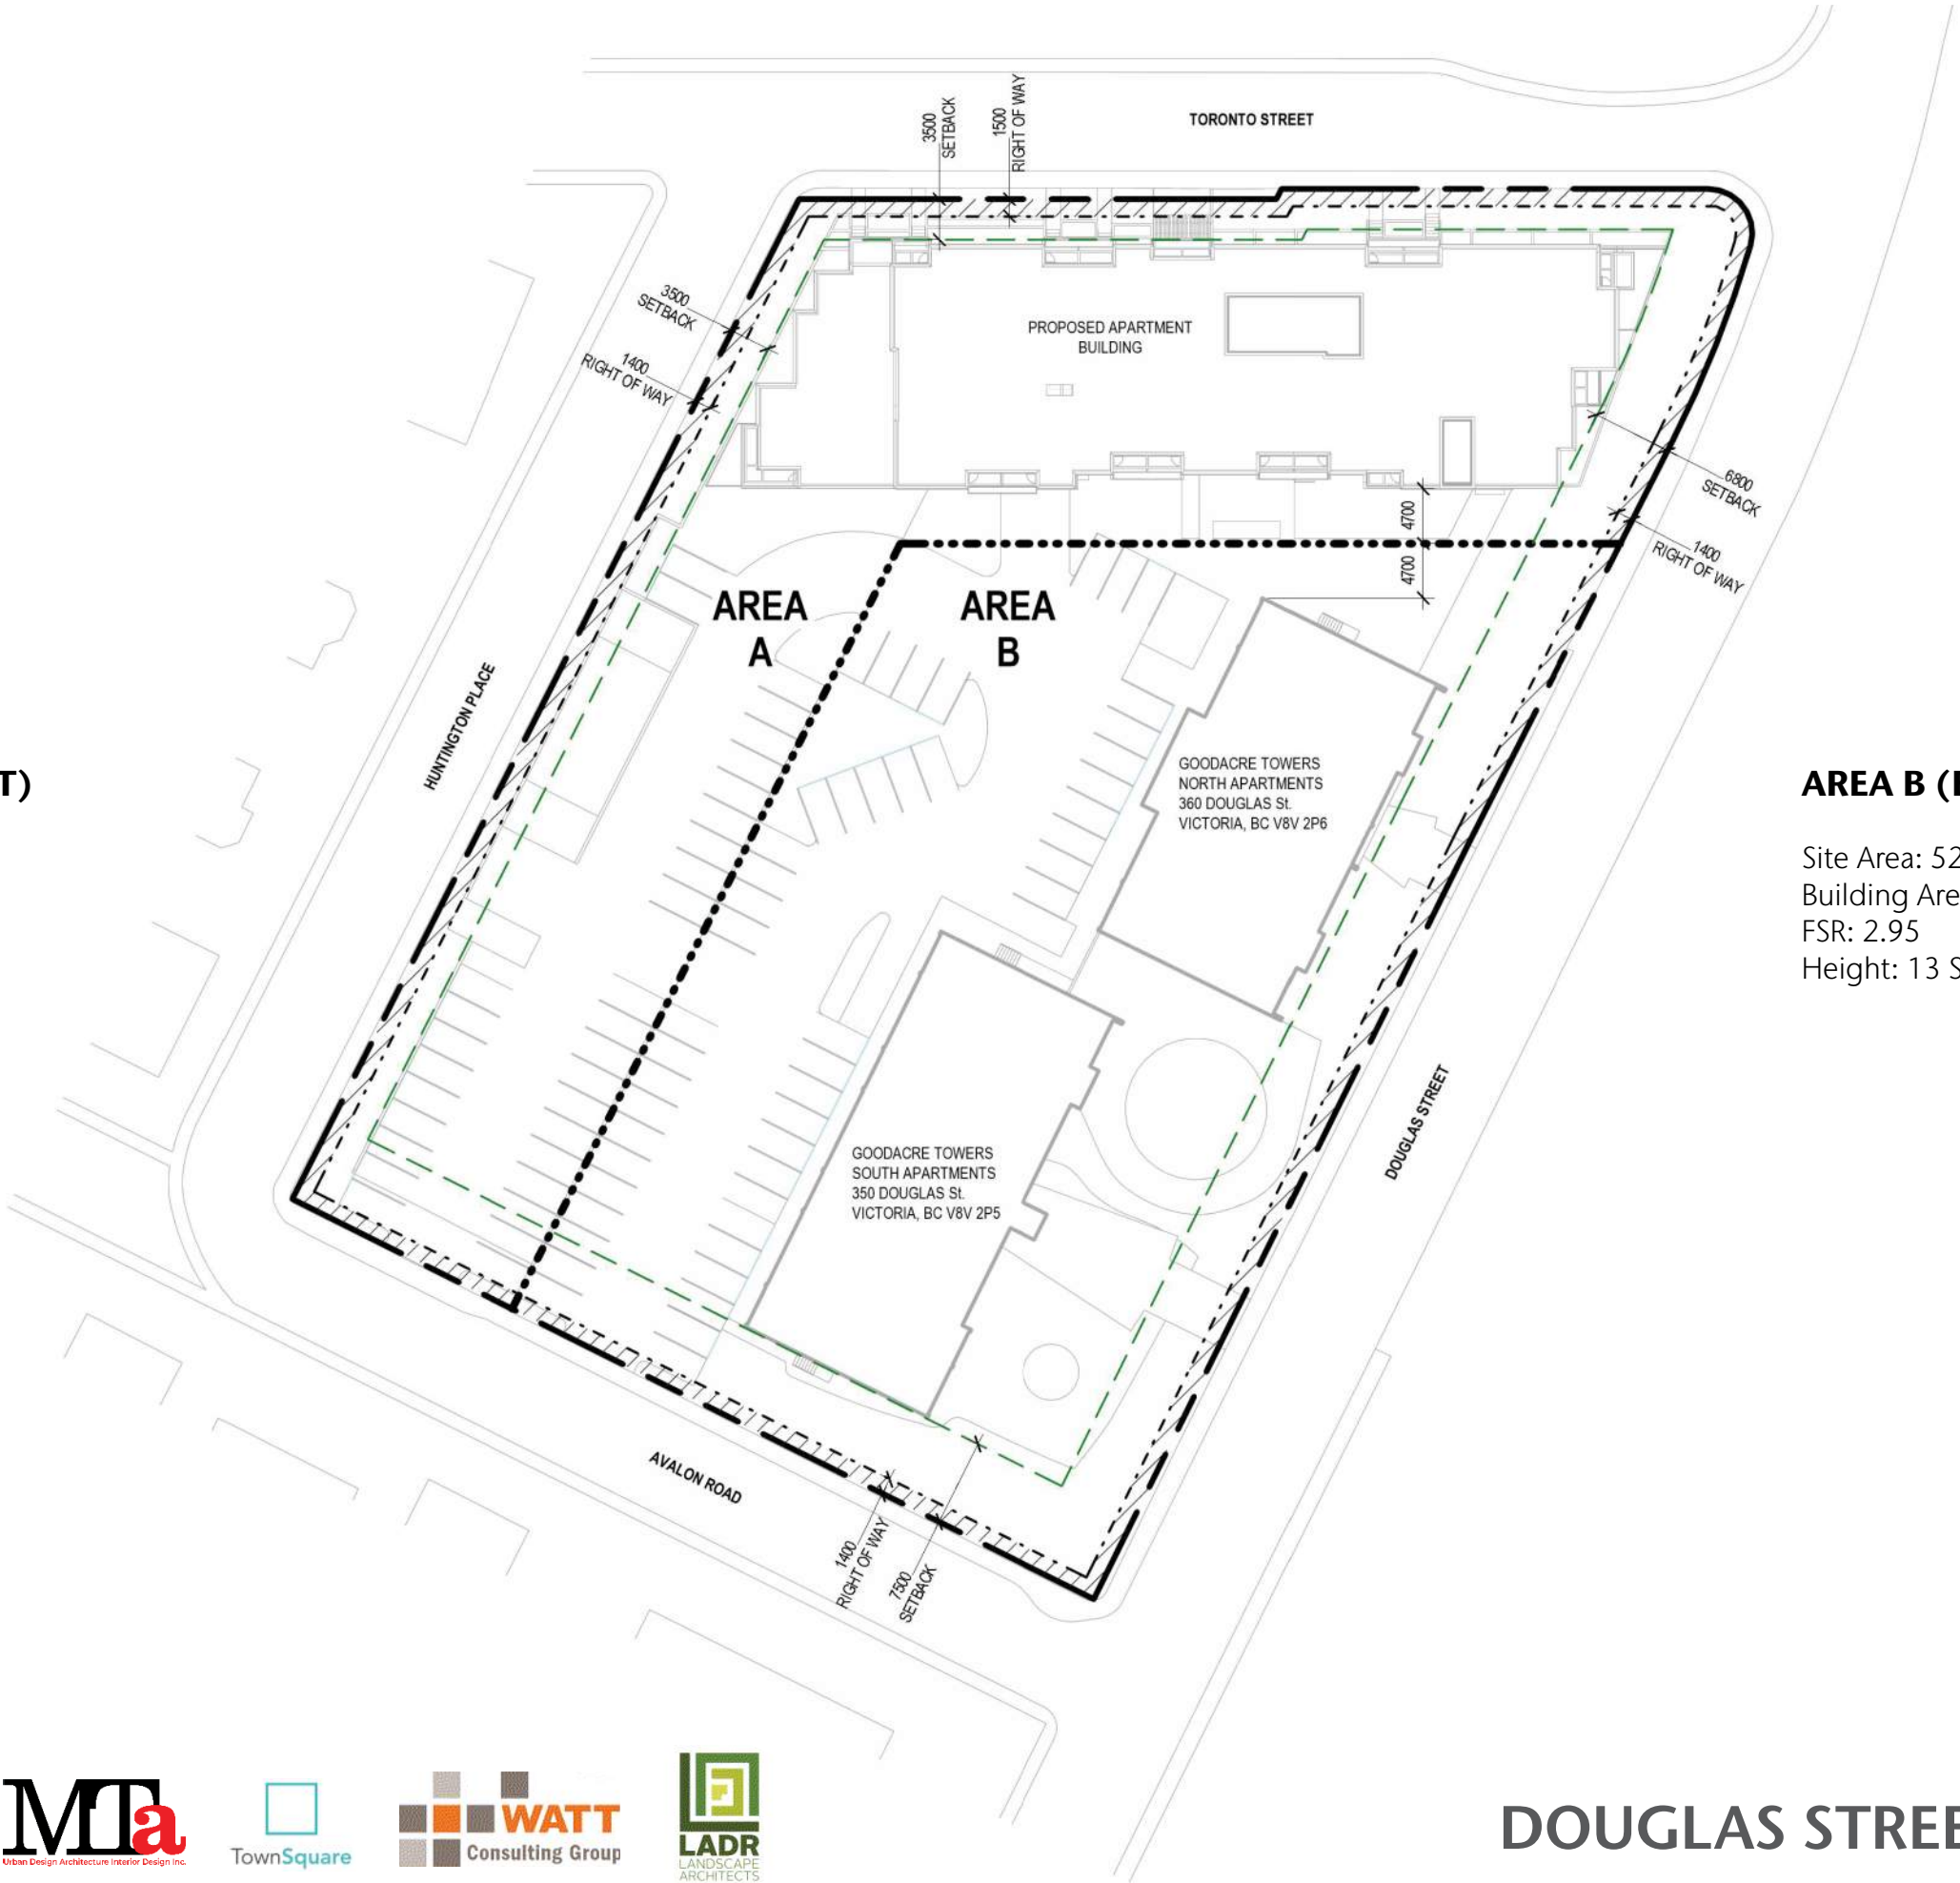 TORONTO STREET
3500
SETBACK
1500
RIGHT OF WAY
3500
SETBACK
1400
RIGHT OF WAY
PROPOSED APARTMENT
BUILDING
6800
SETBACK
1400
RIGHT OF WAY
4700
4700
AREA
A
AREA
B
HUNTINGTON PLACE
GOODACRE TOWERS
NORTH APARTMENTS
360 DOUGLAS St.
VICTORIA, BC V8V 2P6
T)
AREA B (
Site Area: 52
Building Are
FSR: 2.95
Height: 13 S
DOUGLAS STREET
GOODACRE TOWERS
SOUTH APARTMENTS
350 DOUGLAS St.
VICTORIA, BC V8V 2P5
AVALON ROAD
1400
RIGHT OF WAY
7500
SETBACK
MTa
Urban Design Architecture Interior Design Inc.
TownSquare
WATT
Consulting Group
LADR
LANDSCAPE
ARCHITECTS
DOUGLAS STREE